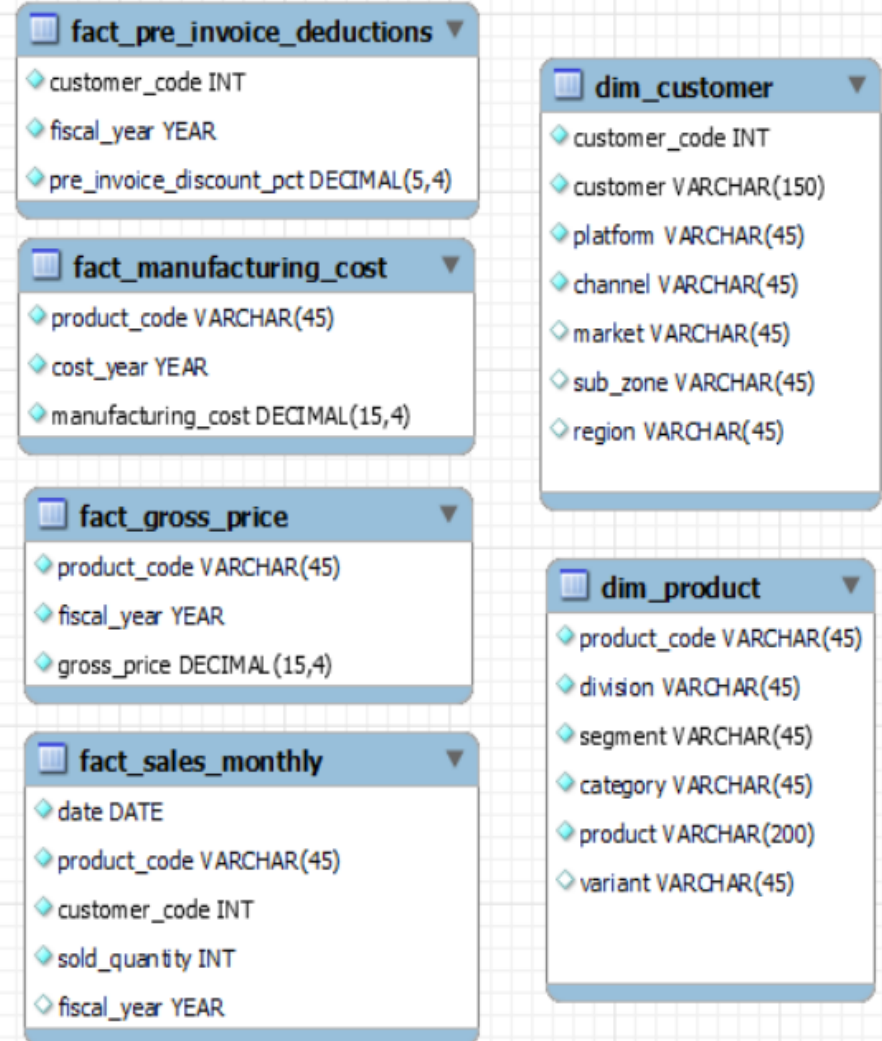 fact_pre_invoice_deductions
customer_code INT
fiscal_year YEAR
pre_invoice_discount_pct DECIMAL(5,4)
fact_manufacturing_cost
product_code VARCHAR(45)
cost_year YEAR
manufacturing_cost DECIMAL(15,4)
fact_gross_price
product_code VARCHAR(45)
fiscal_year YEAR
gross_price DECIMAL(15,4)
fact_sales_monthly
date DATE
product_code VARCHAR(45)
customer_code INT
sold_quantity INT
fiscal_year YEAR
dim_customer
customer_code INT
customer VARCHAR(150)
platform VARCHAR(45)
channel VARCHAR(45)
market VARCHAR(45)
sub_zone VARCHAR(45)
region VARCHAR(45)
dim_product
product_code VARCHAR(45)
division VARCHAR(45)
segment VARCHAR(45)
category VARCHAR(45)
product VARCHAR(200)
variant VARCHAR(45)